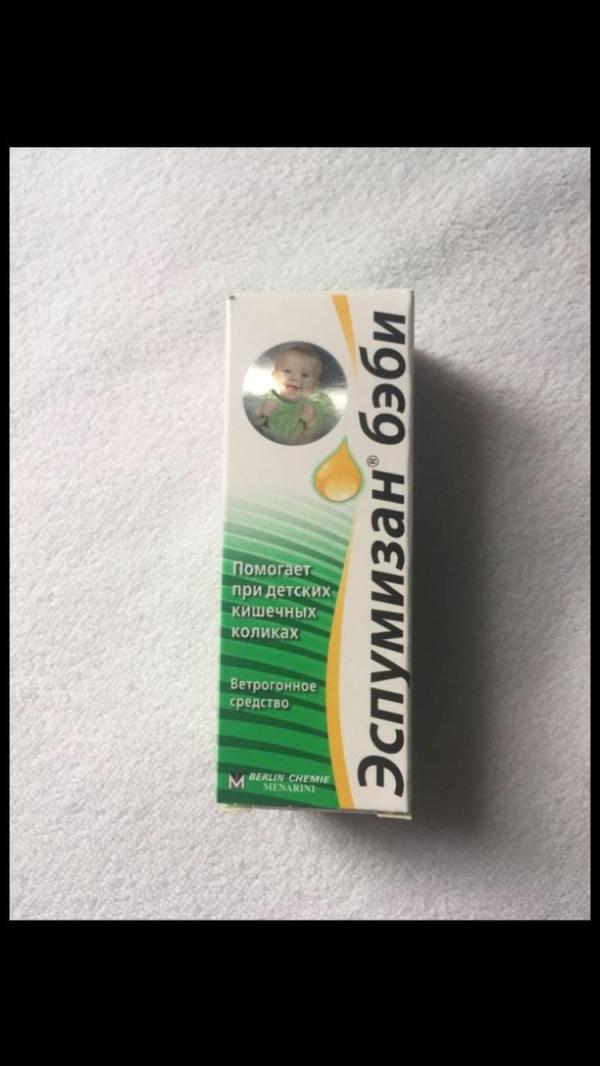 Эспумизан® бэби
Помогает
при детских
кишечных
коликах
Ветрогонное
средство
BERLIN-CHEMIE
MENARINI